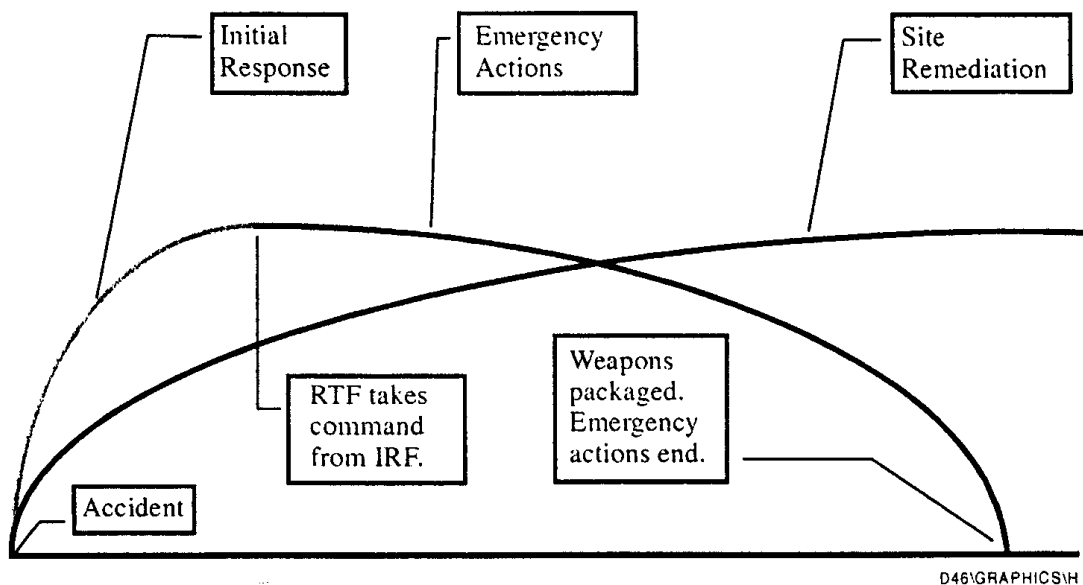 Initial
Response
Emergency
Actions
Site
Remediation
RTF takes
command
from IRF.
Weapons
packaged.
Emergency
actions end.
Accident
D46\GRAPHICS\H